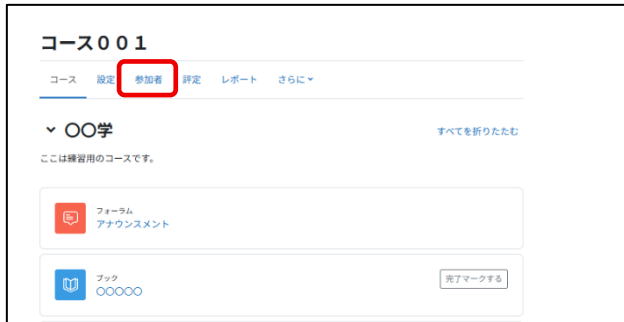 コース００１
コース 設定 参加者 評定 レポート さらに
〇〇学 すべてを折りたたむ
ここは練習用のコースです。
フォーラム
アナウンスメント
ブック
〇〇〇〇〇 完了マークする